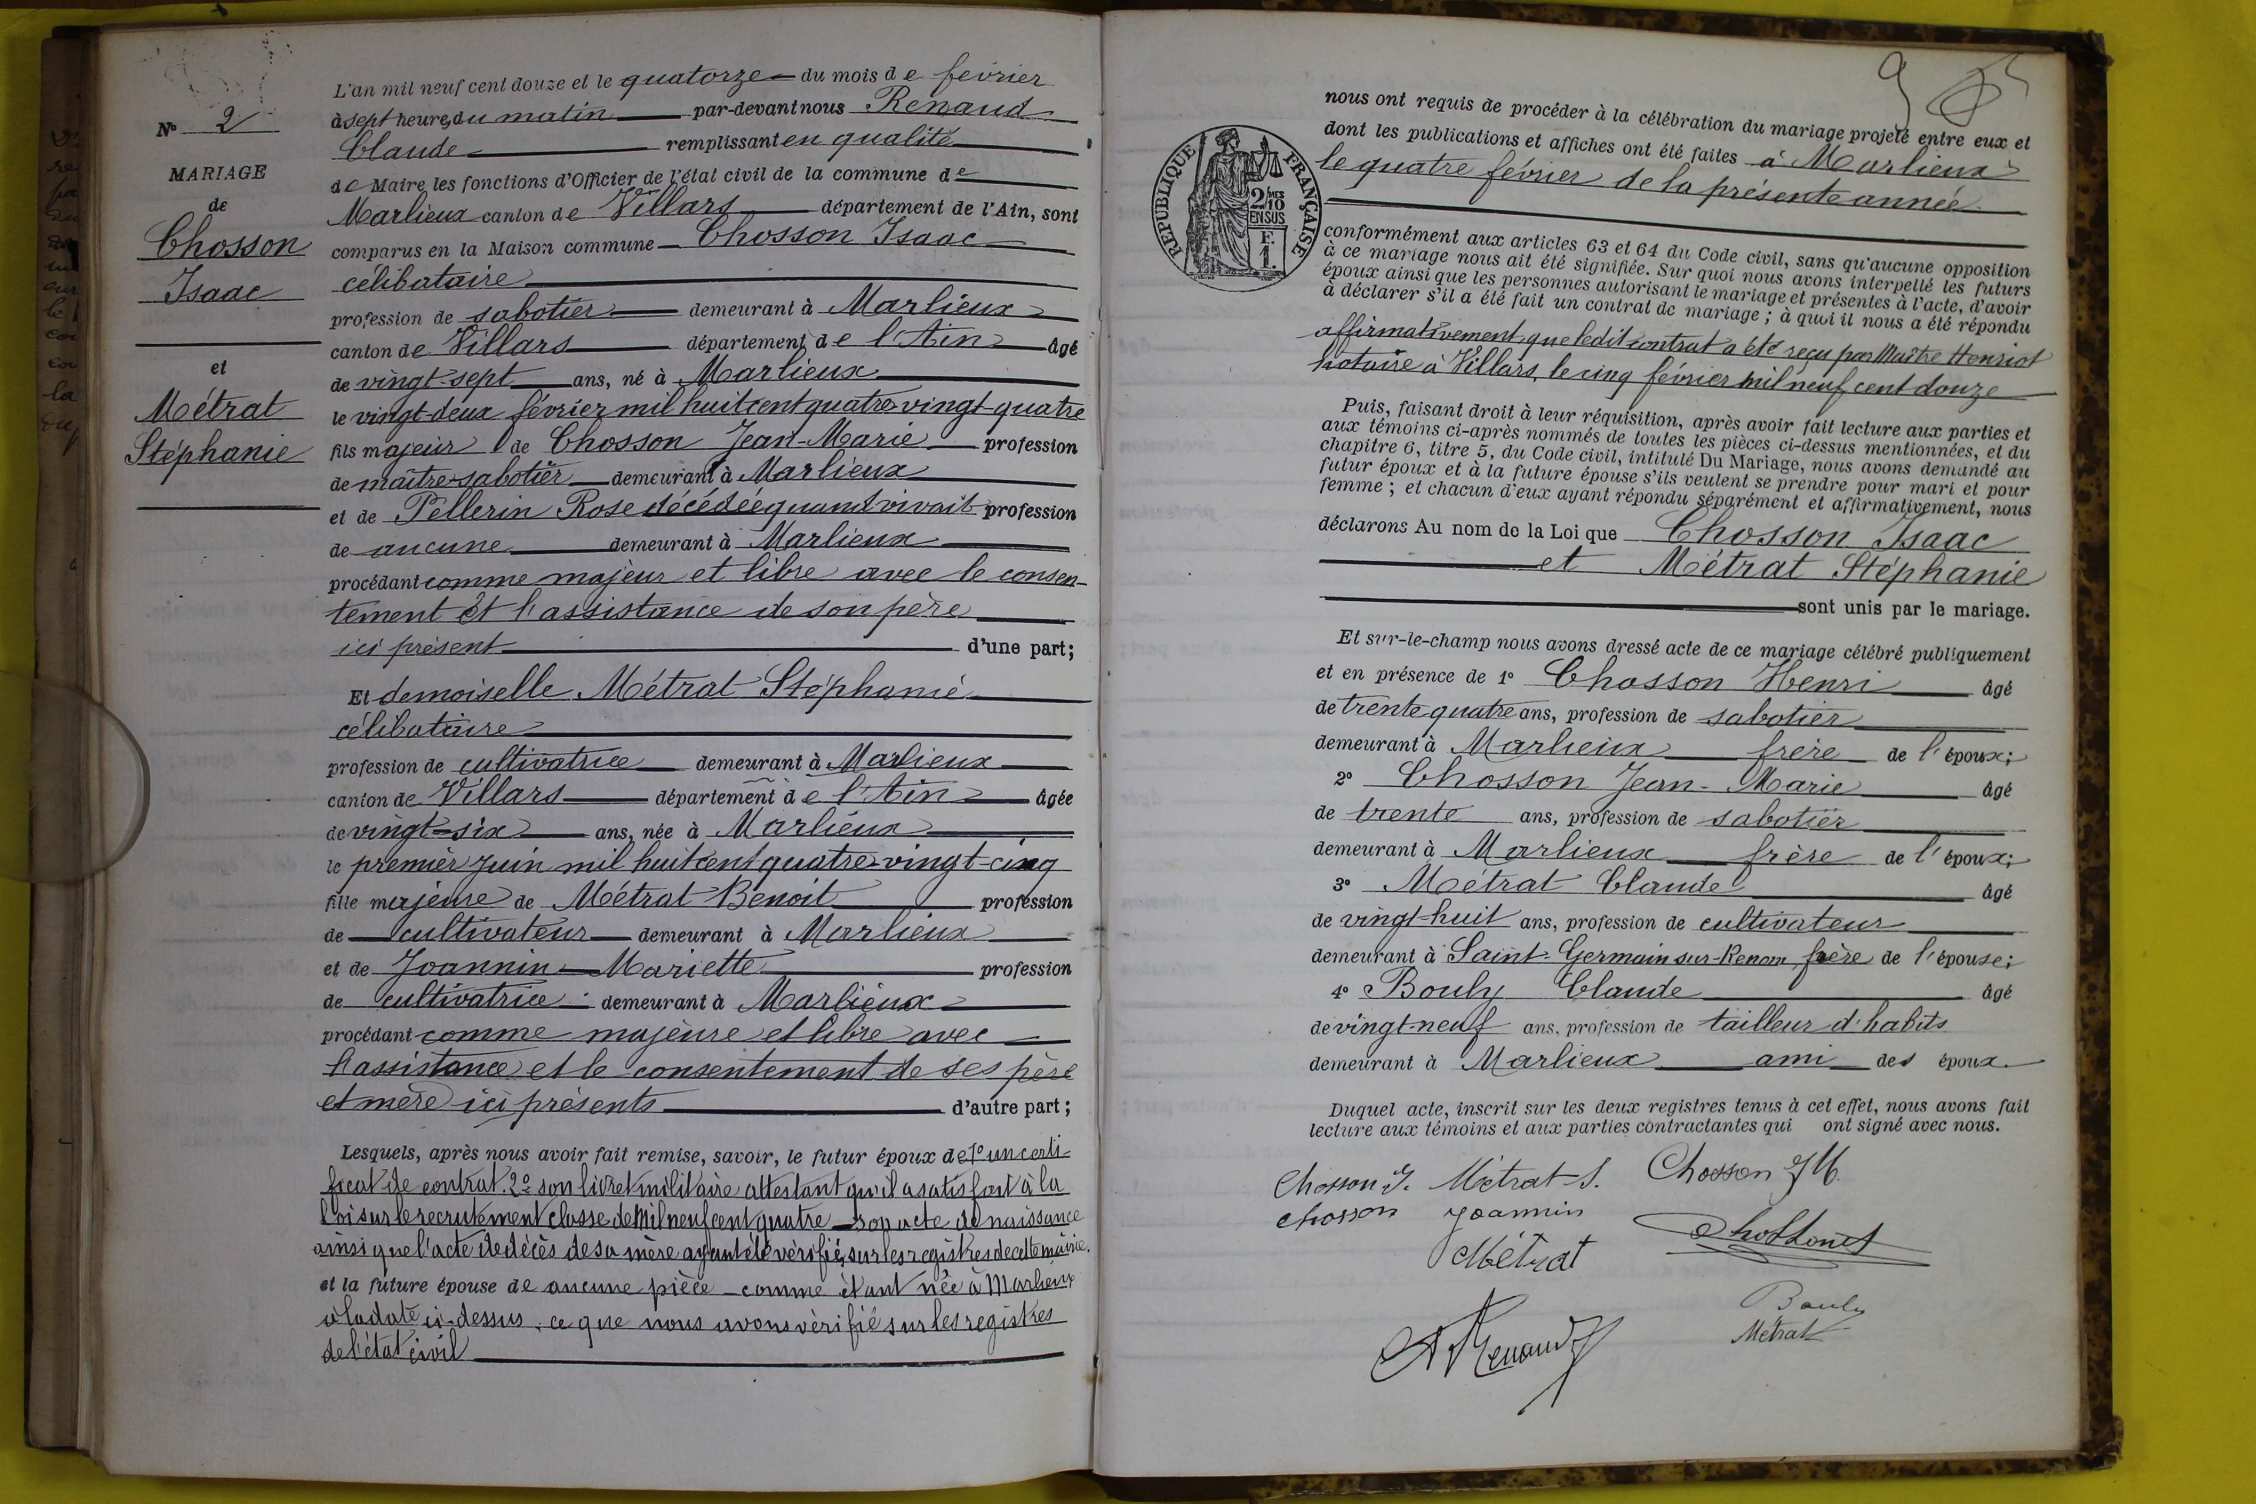 N° 2
MARIAGE
de
Chosson
Isaac
et
Métrat
Stéphanie
L'an mil neuf cent douze et le quatorze du mois de février
à sept heures du matin par-devant nous Renaud
Claude remplissant en qualité
de Maire les fonctions d'Officier de l'état civil de la commune de
Marlieux canton de Villars département de l'Ain, sont
comparus en la Maison commune Chosson Isaac
célibataire
profession de sabotier demeurant à Marlieux
canton de Villars département de l'Ain âgé
de vingt-sept ans, né à Marlieux
le vingt-deux février mil huit cent quatre-vingt-quatre
fils majeur de Chosson Jean-Marie profession
de maître-sabotier demeurant à Marlieux
et de Pellerin Rose décédée quand vivait profession
de aucune demeurant à Marlieux
procédant comme majeur et libre avec le consen-
tement et l'assistance de son père
ici présent d'une part;
Et demoiselle Métrat Stéphanie
célibataire
profession de cultivatrice demeurant à Marlieux
canton de Villars département de l'Ain âgée
de vingt-six ans, née à Marlieux
le premier juin mil huit cent quatre-vingt-cinq
fille majeure de Métrat Benoit profession
de cultivateur demeurant à Marlieux
et de Joannin Mariette profession
de cultivatrice demeurant à Marlieux
procédant comme majeure et libre avec
l'assistance et le consentement de ses père
et mère ici présents d'autre part;
Lesquels, après nous avoir fait remise, savoir, le futur époux de 1° un certi-
ficat de contrat. 2° son livret militaire attestant qu'il a satisfait à la
loi sur le recrutement classe de mil neuf cent quatre son acte de naissance
ainsi que l'acte de décès de sa mère ayant été vérifiés sur les registres de cette mairie.
et la future épouse de aucune pièce comme étant née à Marlieux
à la date ci-dessus, ce que nous avons vérifié sur les registres
de l'état civil
9
REPUBLIQUE FRANÇAISE
2/10 MES
EN SUS
F.
1.
nous ont requis de procéder à la célébration du mariage projeté entre eux et
dont les publications et affiches ont été faites à Marlieux
le quatre février de la présente année
conformément aux articles 63 et 64 du Code civil, sans qu'aucune opposition
à ce mariage nous ait été signifiée. Sur quoi nous avons interpellé les futurs
époux ainsi que les personnes autorisant le mariage et présentes à l'acte, d'avoir
à déclarer s'il a été fait un contrat de mariage; à quoi il nous a été répondu
affirmativement que ledit contrat a été reçu par Maître Henriot
notaire à Villars, le cinq février mil neuf cent douze
Puis, faisant droit à leur réquisition, après avoir fait lecture aux parties et
aux témoins ci-après nommés de toutes les pièces ci-dessus mentionnées, et du
chapitre 6, titre 5, du Code civil, intitulé Du Mariage, nous avons demandé au
futur époux et à la future épouse s'ils veulent se prendre pour mari et pour
femme; et chacun d'eux ayant répondu séparément et affirmativement, nous
déclarons Au nom de la Loi que Chosson Isaac
et Métrat Stéphanie
sont unis par le mariage.
Et sur-le-champ nous avons dressé acte de ce mariage célébré publiquement
et en présence de 1° Chosson Henri âgé
de trente quatre ans, profession de sabotier
demeurant à Marlieux frère de l'époux;
2° Chosson Jean-Marie âgé
de trente ans, profession de sabotier
demeurant à Marlieux frère de l'époux;
3° Métrat Claude âgé
de vingt-huit ans, profession de cultivateur
demeurant à Saint-Germain-sur-Renon frère de l'épouse;
4° Bouly Claude âgé
de vingt-neuf ans, profession de tailleur d'habits
demeurant à Marlieux ami des époux.
Duquel acte, inscrit sur les deux registres tenus à cet effet, nous avons fait
lecture aux témoins et aux parties contractantes qui ont signé avec nous.
Chosson J. Métrat-S. Chosson J M.
Chosson Joannin
Métrat
Bouly
Métrat
Renaud